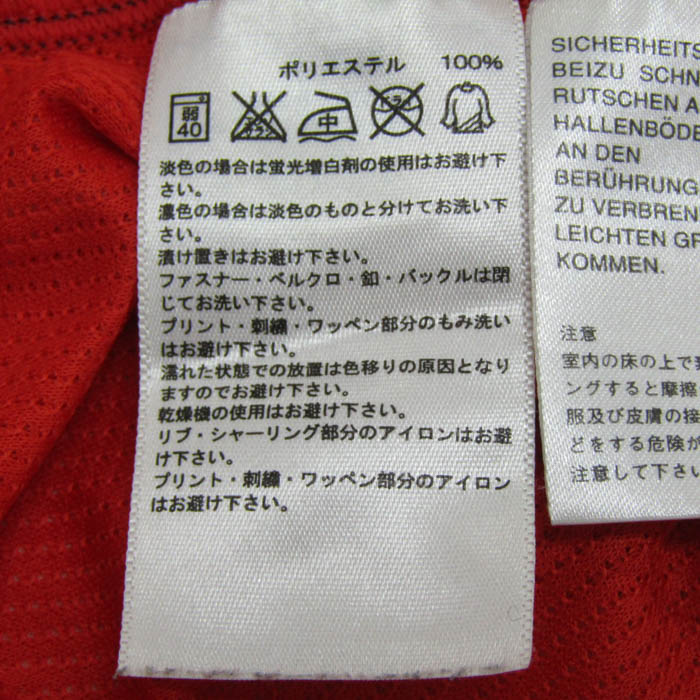 ポリエステル 100%
弱
40
エンソ
サラシ
中
ドライ
淡色の場合は蛍光増白剤の使用はお避け下
さい。
濃色の場合は淡色のものと分けてお洗い下
さい。
漬け置きはお避け下さい。
ファスナー・ベルクロ・釦・バックルは閉
じてお洗い下さい。
プリント・刺繍・ワッペン部分のもみ洗い
はお避け下さい。
濡れた状態での放置は色移りの原因となり
ますのでお避け下さい。
乾燥機の使用はお避け下さい。
リブ・シャーリング部分のアイロンはお避
け下さい。
プリント・刺繍・ワッペン部分のアイロン
はお避け下さい。
SICHERHEITS
BEIZU SCHN
RUTSCHEN A
HALLENBÖDE
AN DEN
BERÜHRUNG
ZU VERBREN
LEICHTEN GR
KOMMEN.
注意
室内の床の上で
ングすると摩擦
服及び皮膚の接
どをする危険が
注意して下さい